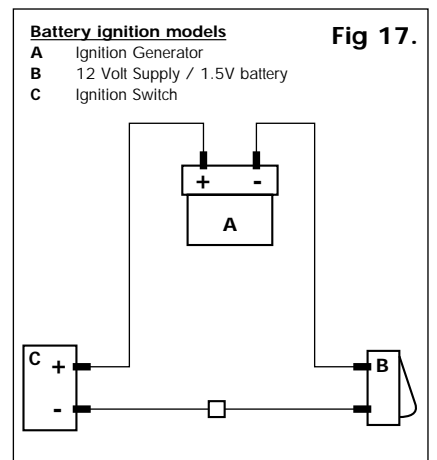 Battery ignition models
Fig 17.
A Ignition Generator
B 12 Volt Supply / 1.5V battery
C Ignition Switch
+ -
A
C +
B
-